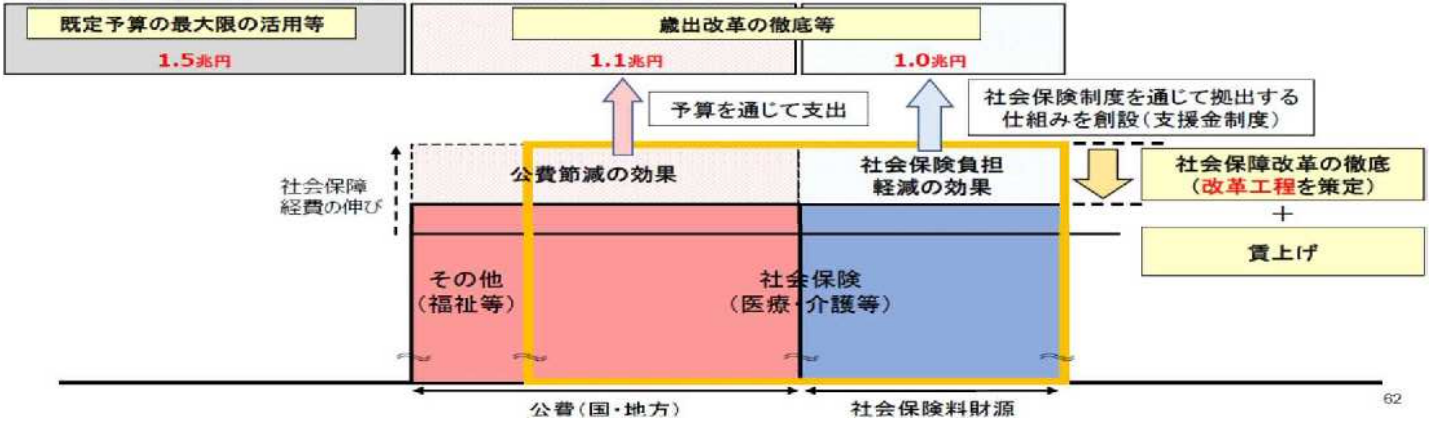 既定予算の最大限の活用等
1.5兆円
歳出改革の徹底等
1.1兆円
1.0兆円
予算を通じて支出
社会保険制度を通じて拠出する
仕組みを創設(支援金制度)
社会保障
経費の伸び
公費節減の効果
社会保険負担
軽減の効果
社会保障改革の徹底
(改革工程を策定)
+
賃上げ
その他
(福祉等)
社会保険
(医療・介護等)
公費(国・地方)
社会保険料財源
62